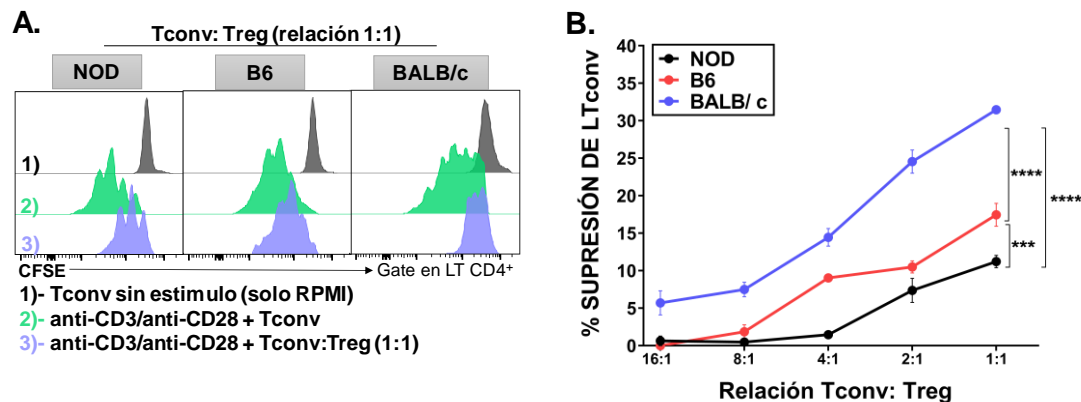 A.
Tconv: Treg (relación 1:1)
NOD
B6
BALB/c
1)
2)
3)
CFSE
Gate en LT CD4+
1)- Tconv sin estimulo (solo RPMI)
2)- anti-CD3/anti-CD28 + Tconv
3)- anti-CD3/anti-CD28 + Tconv:Treg (1:1)
B.
% SUPRESIÓN DE LTconv
40
35
30
25
20
15
10
5
0
NOD
B6
BALB/ c
****
****
***
16:1 8:1 4:1 2:1 1:1
Relación Tconv: Treg